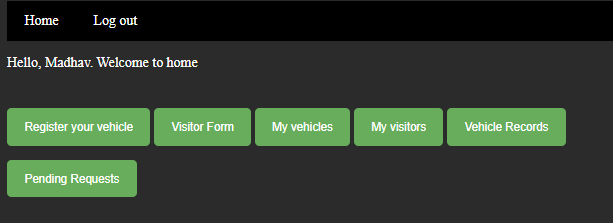 Home Log out
Hello, Madhav. Welcome to home
Register your vehicle Visitor Form My vehicles My visitors Vehicle Records
Pending Requests